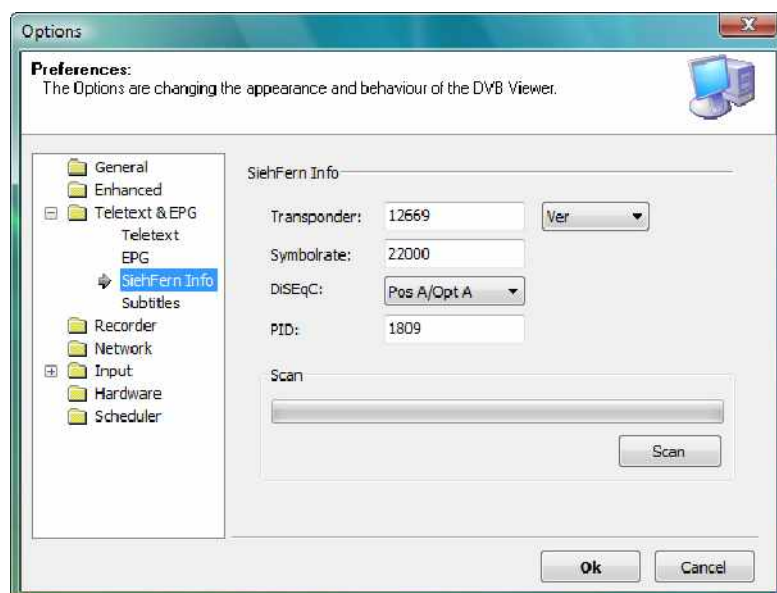 Options
Preferences:
The Options are changing the appearance and behaviour of the DVB Viewer.
General
Enhanced
Teletext & EPG
Teletext
EPG
SiehFern Info
Subtitles
Recorder
Network
Input
Hardware
Scheduler
SiehFern Info
Transponder: 12669 Ver
Symbolrate: 22000
DiSEqC: Pos A/Opt A
PID: 1809
Scan
Scan
Ok Cancel